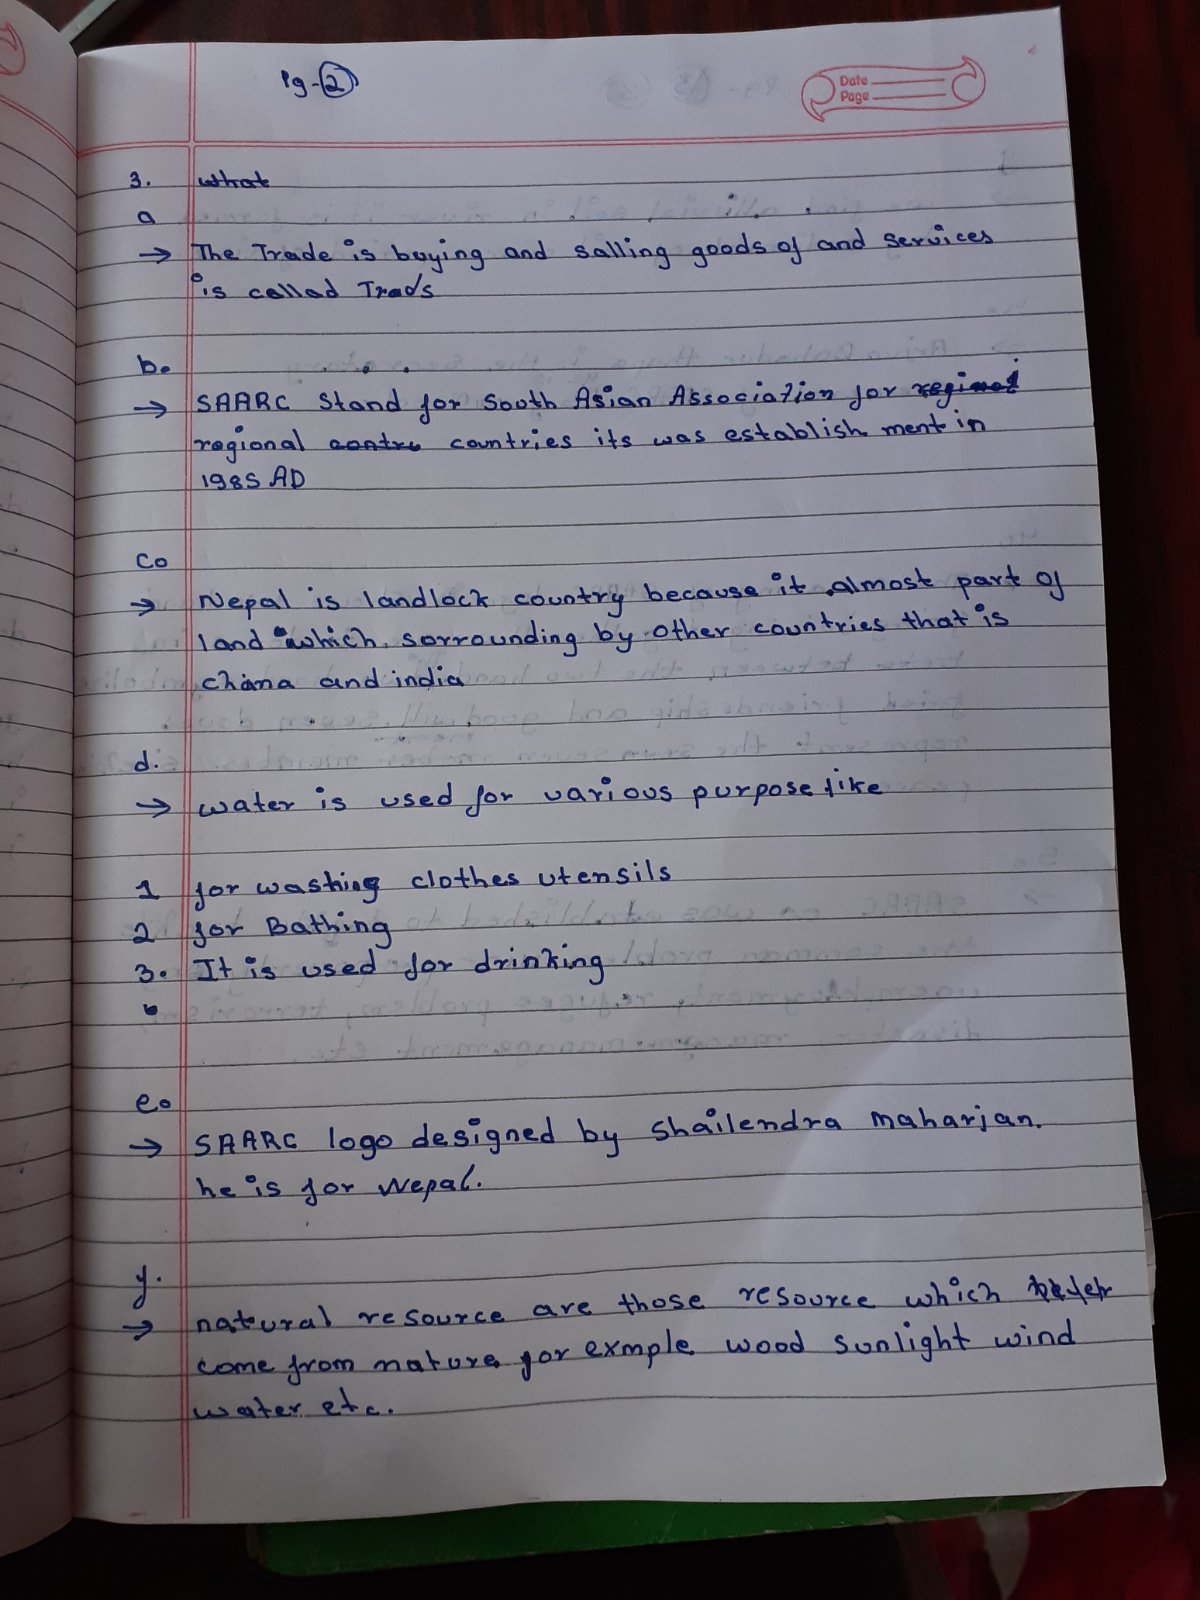 Pg-2
Date
Page
3. what
a
→ The Trade is buying and salling goods of and services
is called Trads
b.
→ SAARC Stand for South Asian Association for
regional contre countries its was establish ment in
1985 AD
c.
→ Nepal is landlock country because it almost part of
land which sorrounding by other countries that is
china and india
d.
→ water is used for various purpose like
1 for washing clothes utensils
2 for Bathing
3. It is used for drinking
e.
→ SAARC logo designed by Shailendra maharjan.
he is for Nepal.
f.
→ natural resource are those resource which
come from nature for exmple wood sunlight wind
water etc.